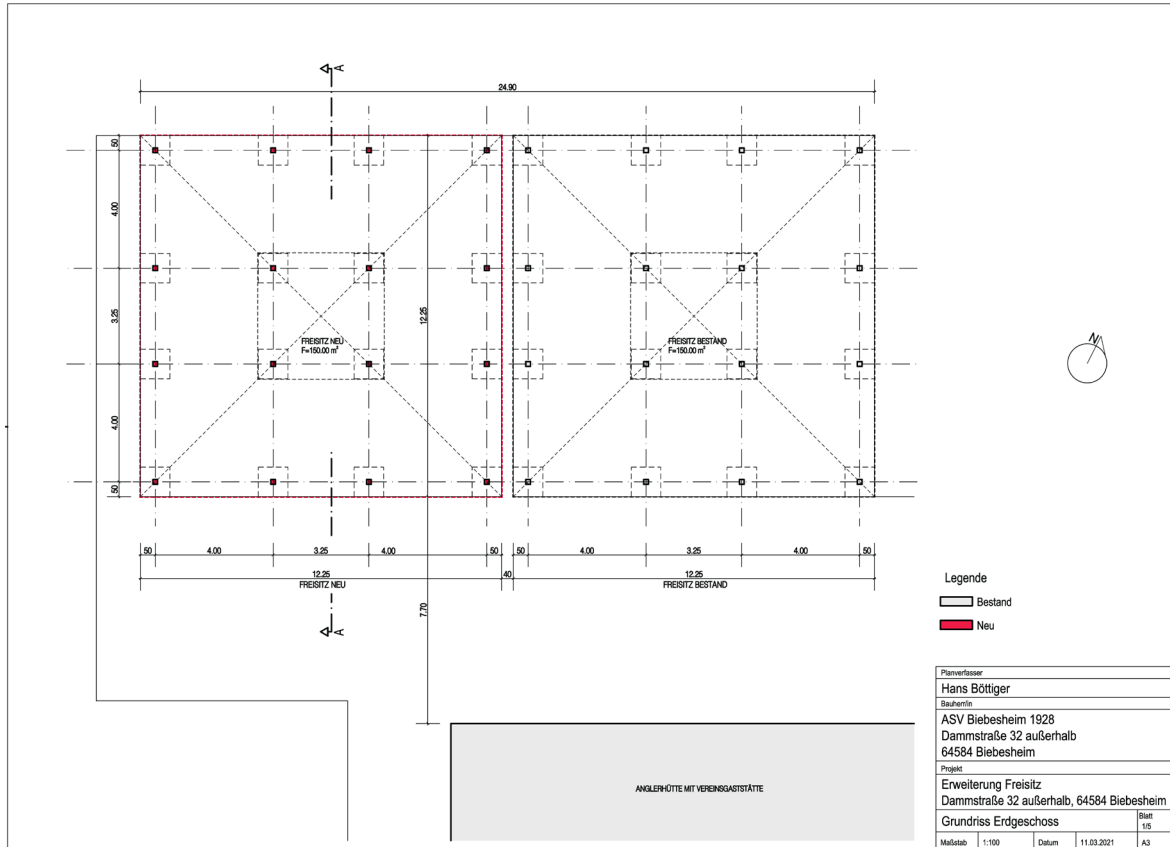 A
24.90
50
4.00
3.25
12.25
4.00
50
FREISITZ NEU
F=150.00 m²
FREISITZ BESTAND
F=150.00 m²
N
50 4.00 3.25 4.00 50 50 4.00 3.25 4.00 50
12.25 40 12.25
FREISITZ NEU FREISITZ BESTAND
7.70
A
ANGLERHÜTTE MIT VEREINSGASTSTÄTTE
Legende
Bestand
Neu
Planverfasser
Hans Böttiger
Bauherrn/in
ASV Biebesheim 1928
Dammstraße 32 außerhalb
64584 Biebesheim
Projekt
Erweiterung Freisitz
Dammstraße 32 außerhalb, 64584 Biebesheim
Grundriss Erdgeschoss
Blatt
1/5
Maßstab 1:100 Datum 11.03.2021 A3